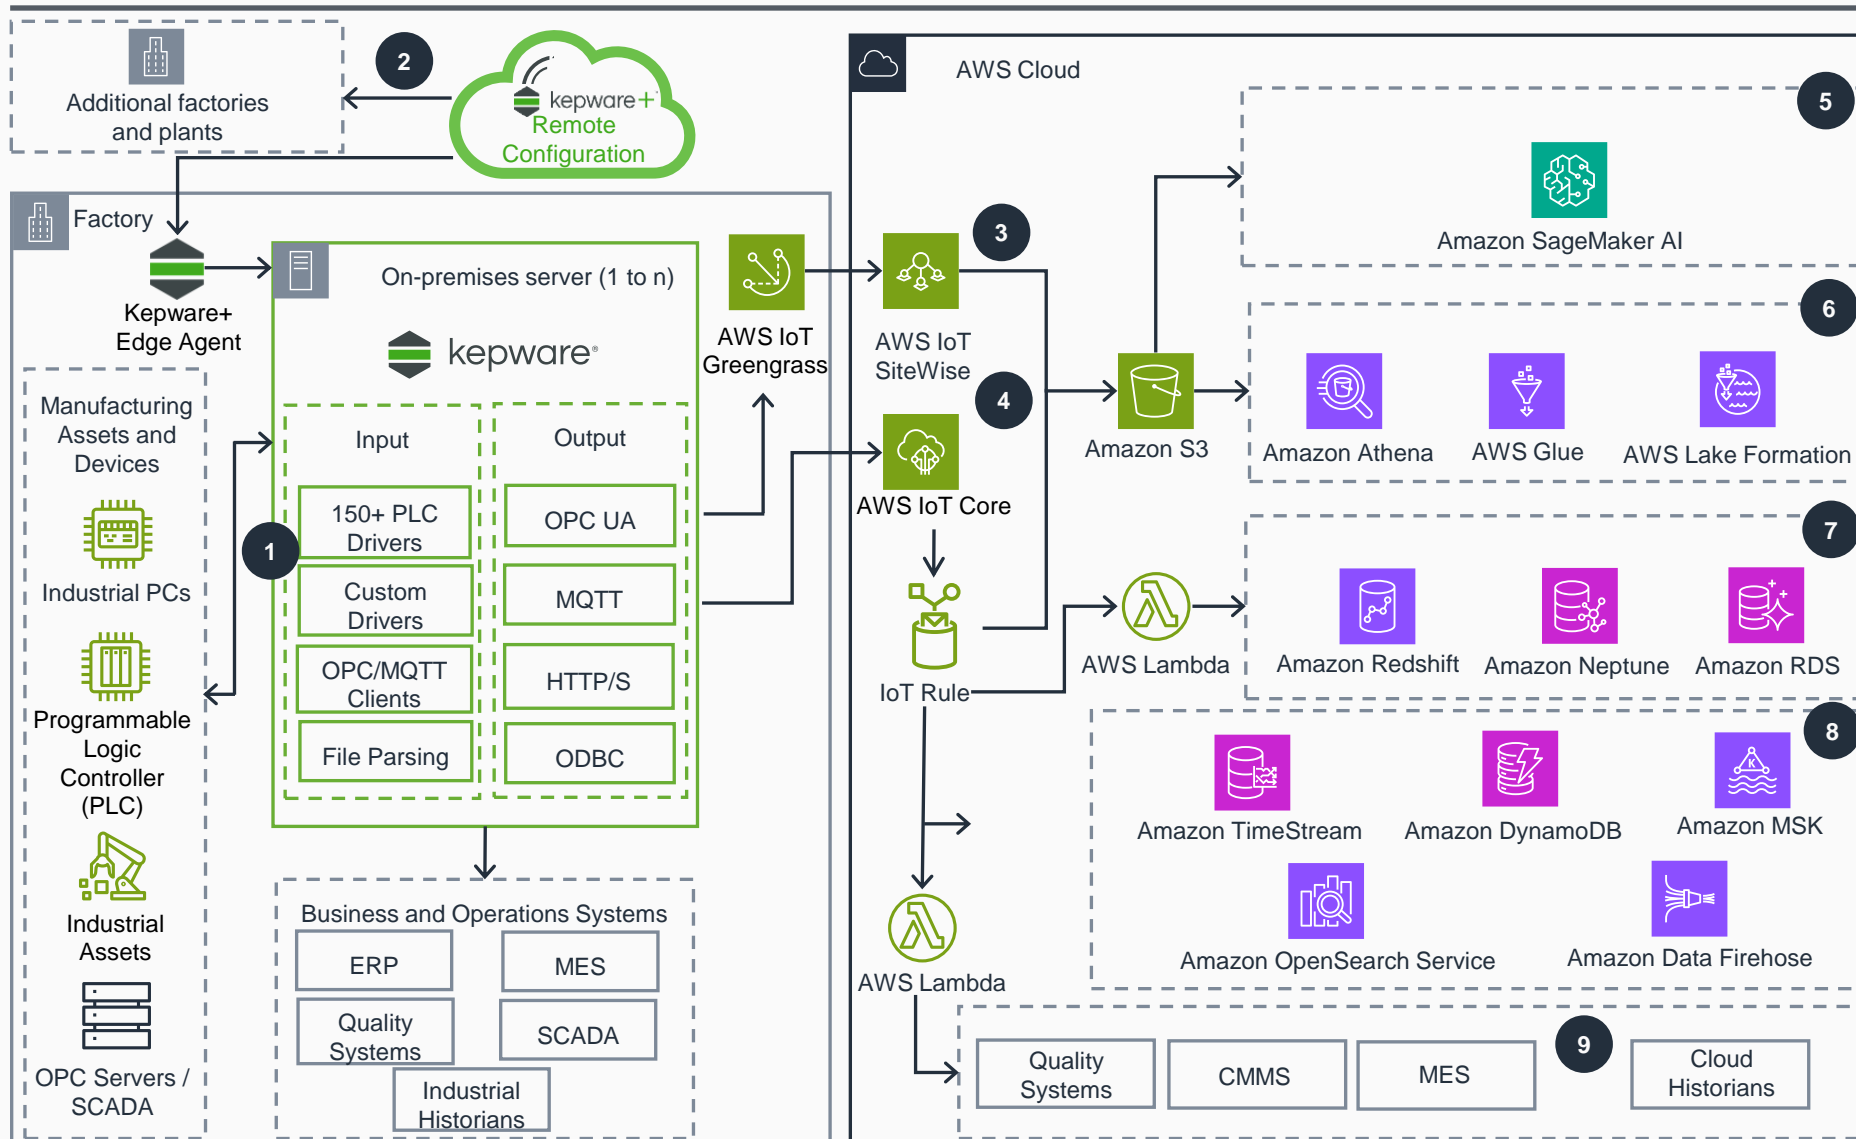 2
Additional factories
and plants
kepware+
Remote
Configuration
Factory
Kepware+
Edge Agent
On-premises server (1 to n)
kepware®
Manufacturing
Assets and
Devices
Industrial PCs
Programmable
Logic
Controller
(PLC)
Industrial
Assets
OPC Servers /
SCADA
1
Input
150+ PLC
Drivers
Custom
Drivers
OPC/MQTT
Clients
File Parsing
Output
OPC UA
MQTT
HTTP/S
ODBC
Business and Operations Systems
ERP
MES
Quality
Systems
SCADA
Industrial
Historians
AWS IoT
Greengrass
AWS Cloud
3
AWS IoT
SiteWise
4
AWS IoT Core
IoT Rule
AWS Lambda
AWS Lambda
Amazon S3
5
Amazon SageMaker AI
6
Amazon Athena
AWS Glue
AWS Lake Formation
7
Amazon Redshift
Amazon Neptune
Amazon RDS
8
Amazon TimeStream
Amazon DynamoDB
K
Amazon MSK
Amazon OpenSearch Service
Amazon Data Firehose
9
Quality
Systems
CMMS
MES
Cloud
Historians